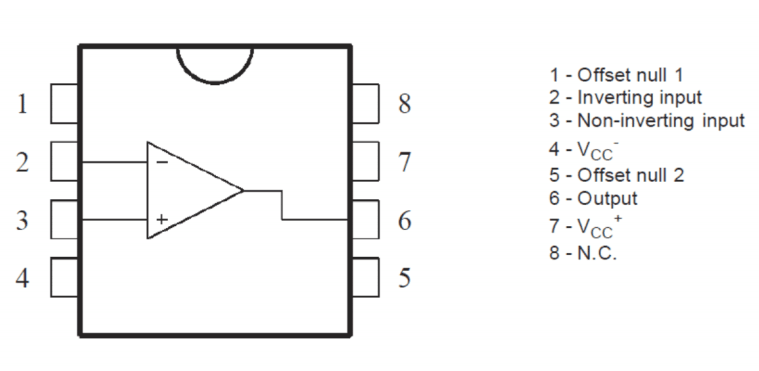 1
2
3
4
8
7
6
5
−
+
1 - Offset null 1
2 - Inverting input
3 - Non-inverting input
4 - VCC-
5 - Offset null 2
6 - Output
7 - VCC+
8 - N.C.